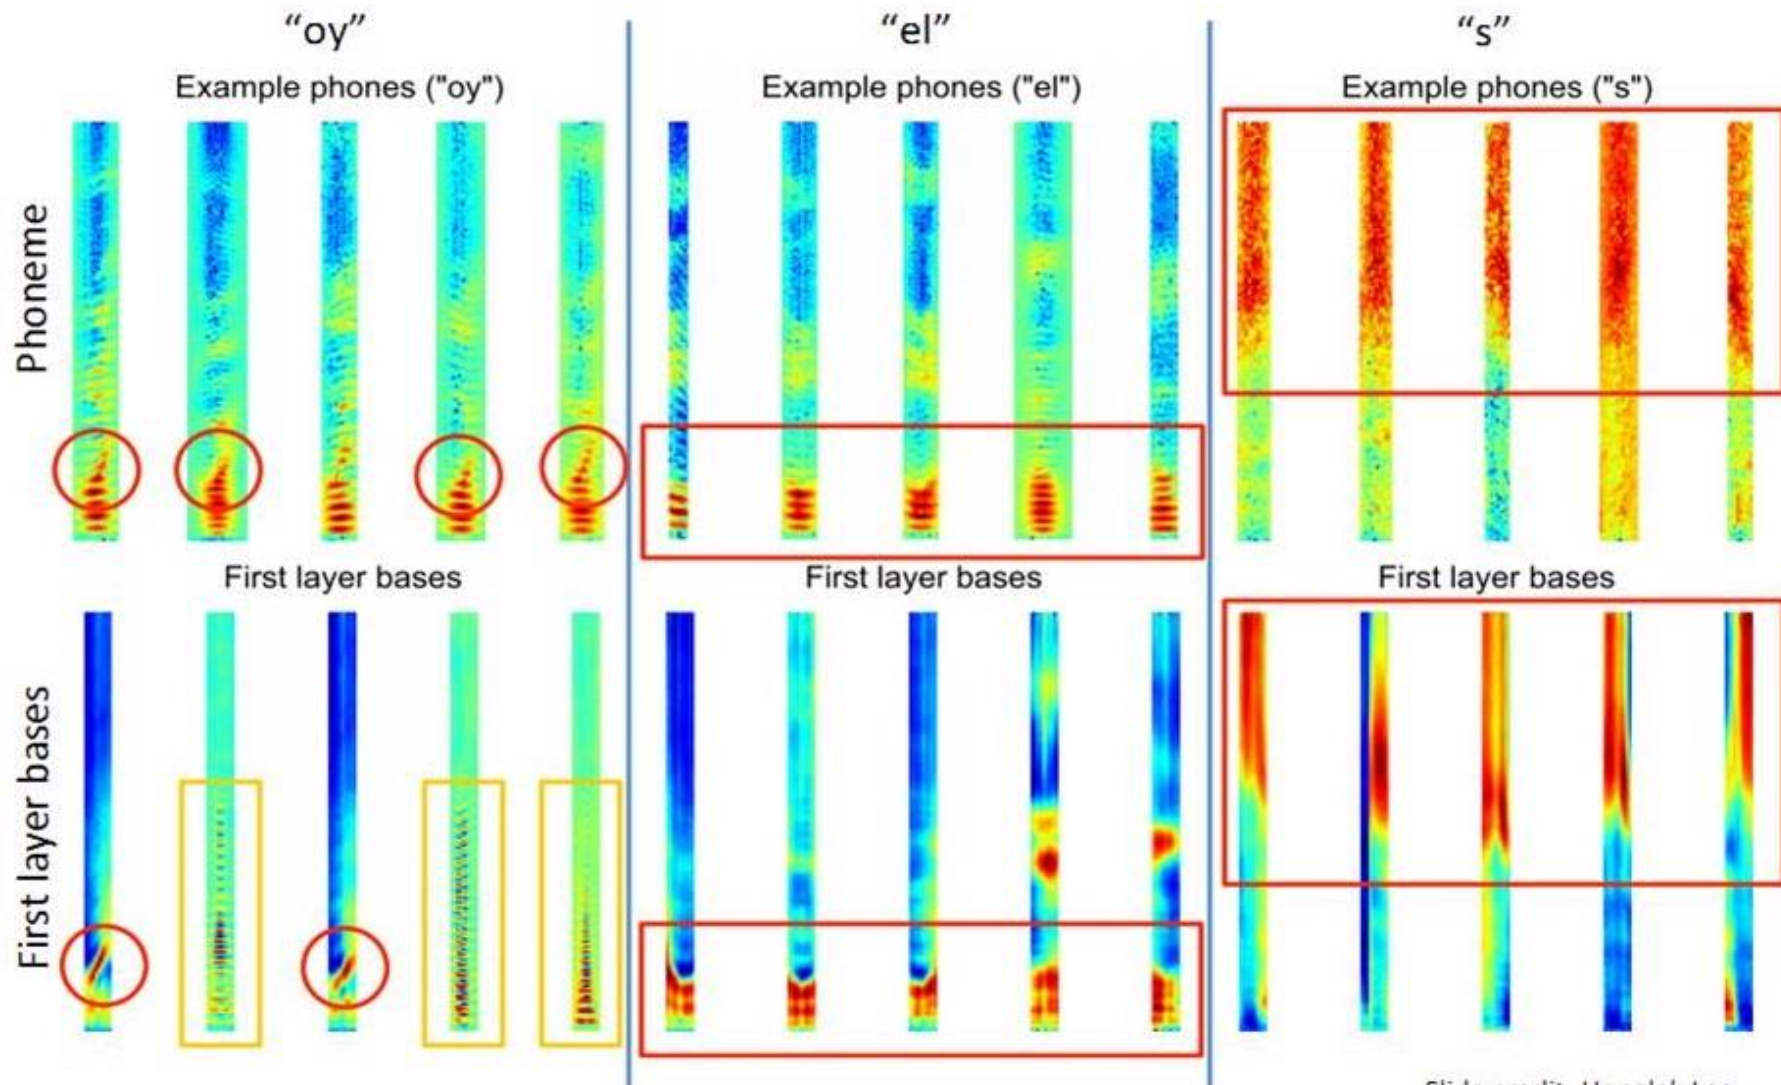 “oy”
“el”
“s”
Example phones ("oy")
Example phones ("el")
Example phones ("s")
Phoneme
First layer bases
First layer bases
First layer bases
First layer bases